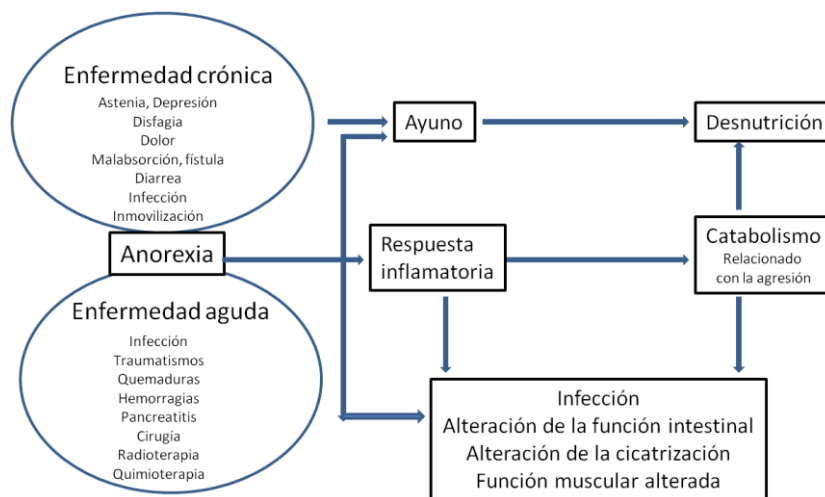 Enfermedad crónica
Astenia, Depresión
Disfagia
Dolor
Malabsorción, fístula
Diarrea
Infección
Inmovilización
Anorexia
Enfermedad aguda
Infección
Traumatismos
Quemaduras
Hemorragias
Pancreatitis
Cirugía
Radioterapia
Quimioterapia
Ayuno
Desnutrición
Respuesta
inflamatoria
Catabolismo
Relacionado
con la agresión
Infección
Alteración de la función intestinal
Alteración de la cicatrización
Función muscular alterada